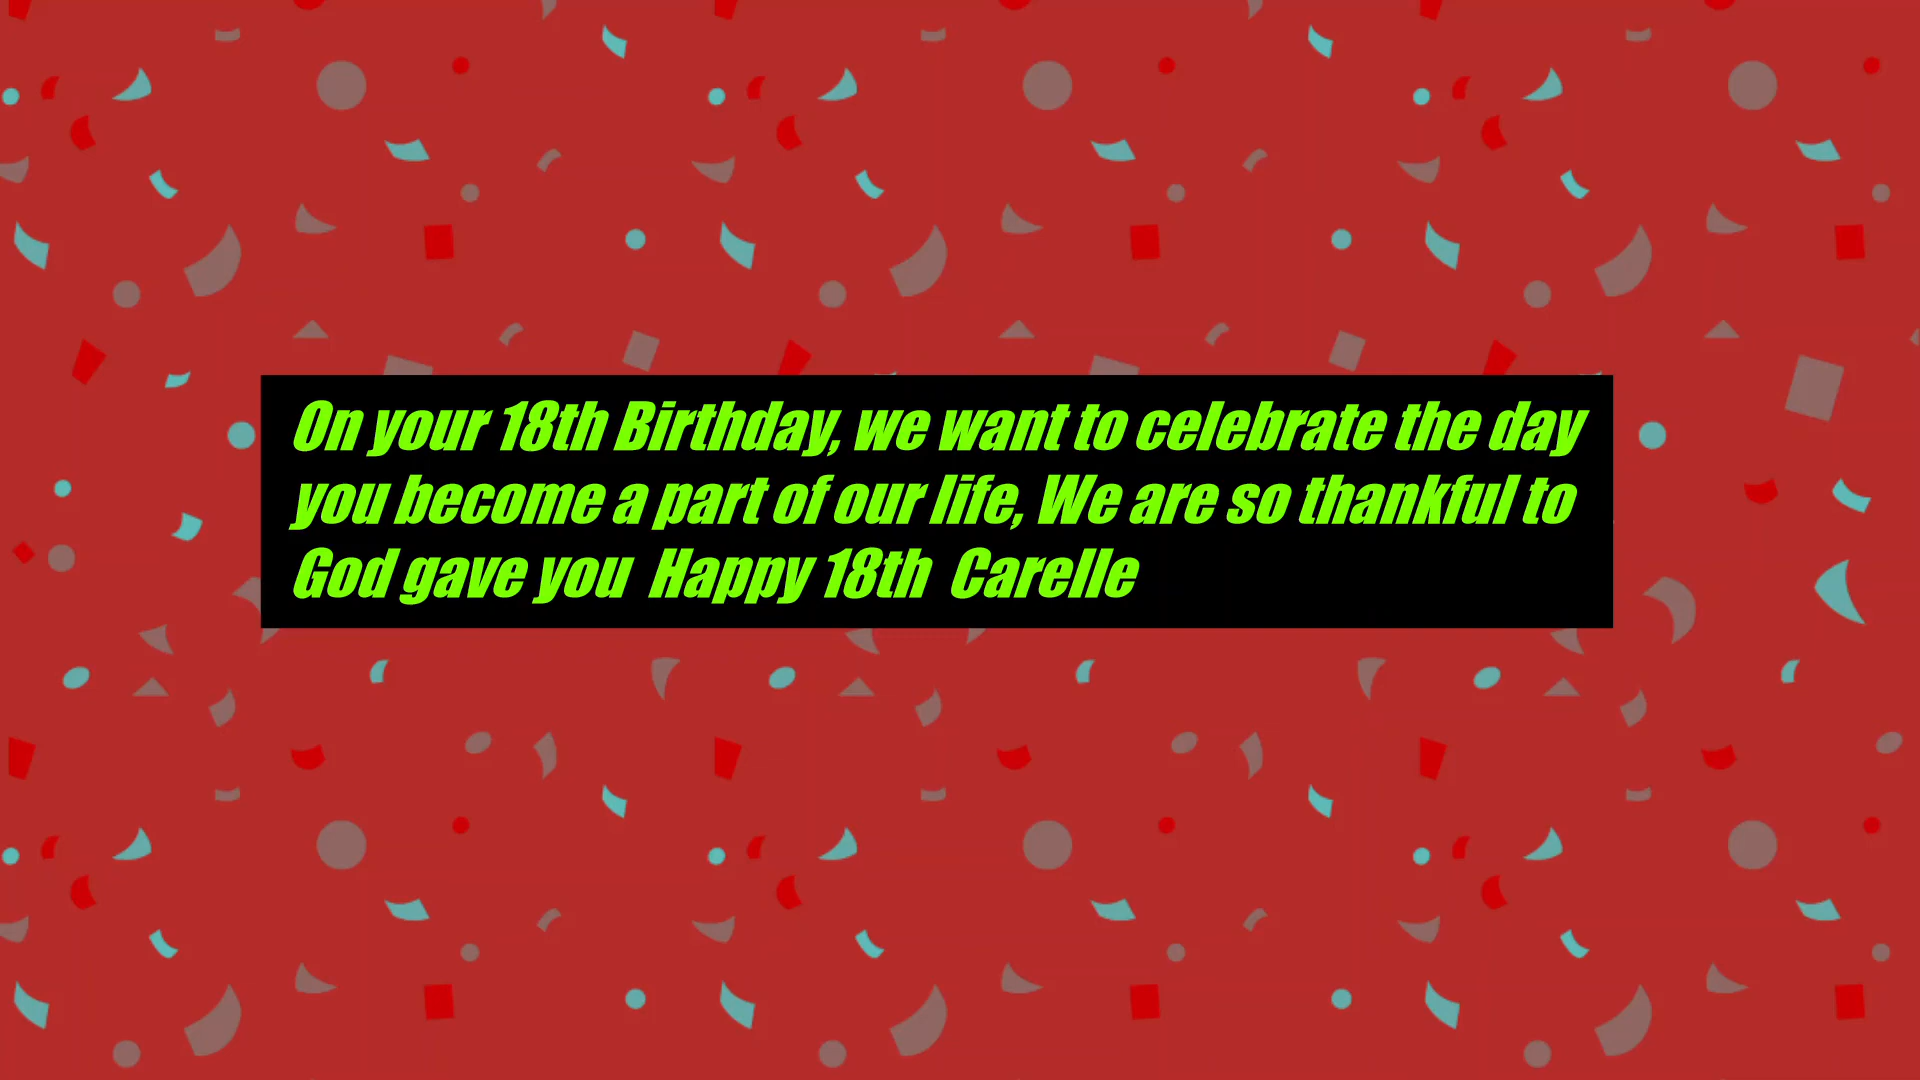 On your 18th Birthday, we want to celebrate the day
you become a part of our life, We are so thankful to
God gave you  Happy 18th  Carelle